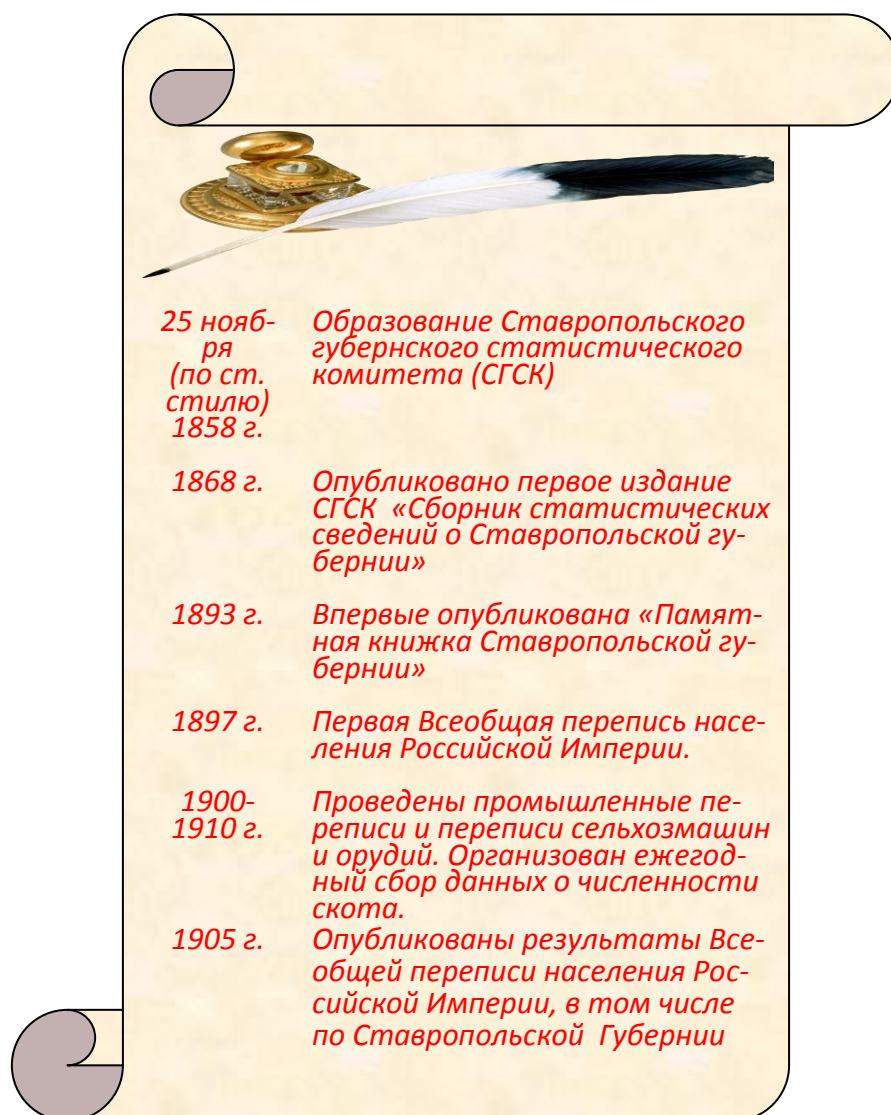 25 нояб-
ря
(по ст.
стилю)
1858 г.
Образование Ставропольского
губернского статистического
комитета (СГСК)
1868 г.
Опубликовано первое издание
СГСК «Сборник статистических
сведений о Ставропольской гу-
бернии»
1893 г.
Впервые опубликована «Памят-
ная книжка Ставропольской гу-
бернии»
1897 г.
Первая Всеобщая перепись насе-
ления Российской Империи.
1900-
1910 г.
Проведены промышленные пе-
реписи и переписи сельхозмашин
и орудий. Организован ежегод-
ный сбор данных о численности
скота.
1905 г.
Опубликованы результаты Все-
общей переписи населения Рос-
сийской Империи, в том числе
по Ставропольской Губернии